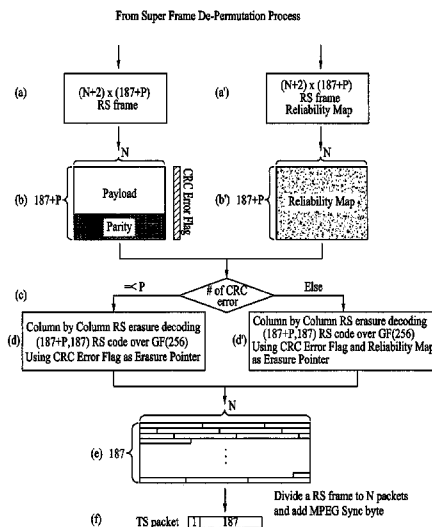 From Super Frame De-Permutation Process
(a)
(N+2) x (187+P)
RS frame
(a')
(N+2) x (187+P)
RS frame
Reliability Map
N
N
(b) 187+P
Payload
Parity
CRC Error Flag
(b') 187+P
Reliability Map
(c)
=< P
# of CRC
error
Else
(d)
Column by Column RS erasure decoding
(187+P,187) RS code over GF(256)
Using CRC Error Flag as Erasure Pointer
(d')
Column by Column RS erasure decoding
(187+P,187) RS code over GF(256)
Using CRC Error Flag and Reliability Map
as Erasure Pointer
N
(e) 187
Divide a RS frame to N packets
and add MPEG Sync byte
(f)
TS packet
1
187